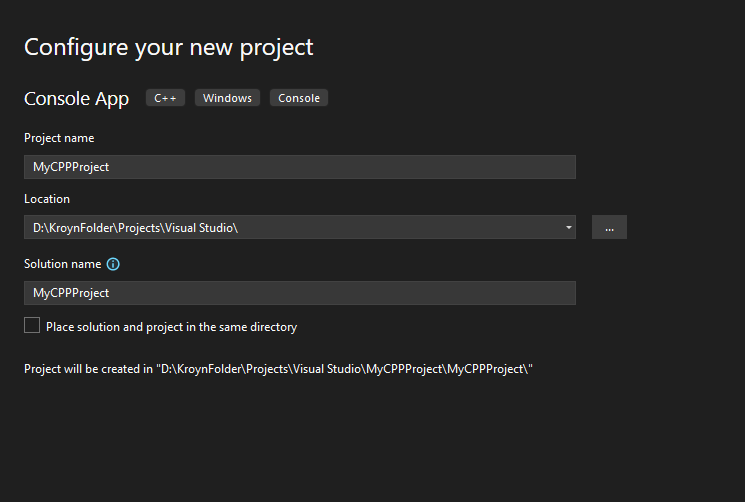 Configure your new project
Console App C++ Windows Console
Project name
MyCPPProject
Location
D:\KroynFolder\Projects\Visual Studio\
...
Solution name
MyCPPProject
Place solution and project in the same directory
Project will be created in "D:\KroynFolder\Projects\Visual Studio\MyCPPProject\MyCPPProject\"